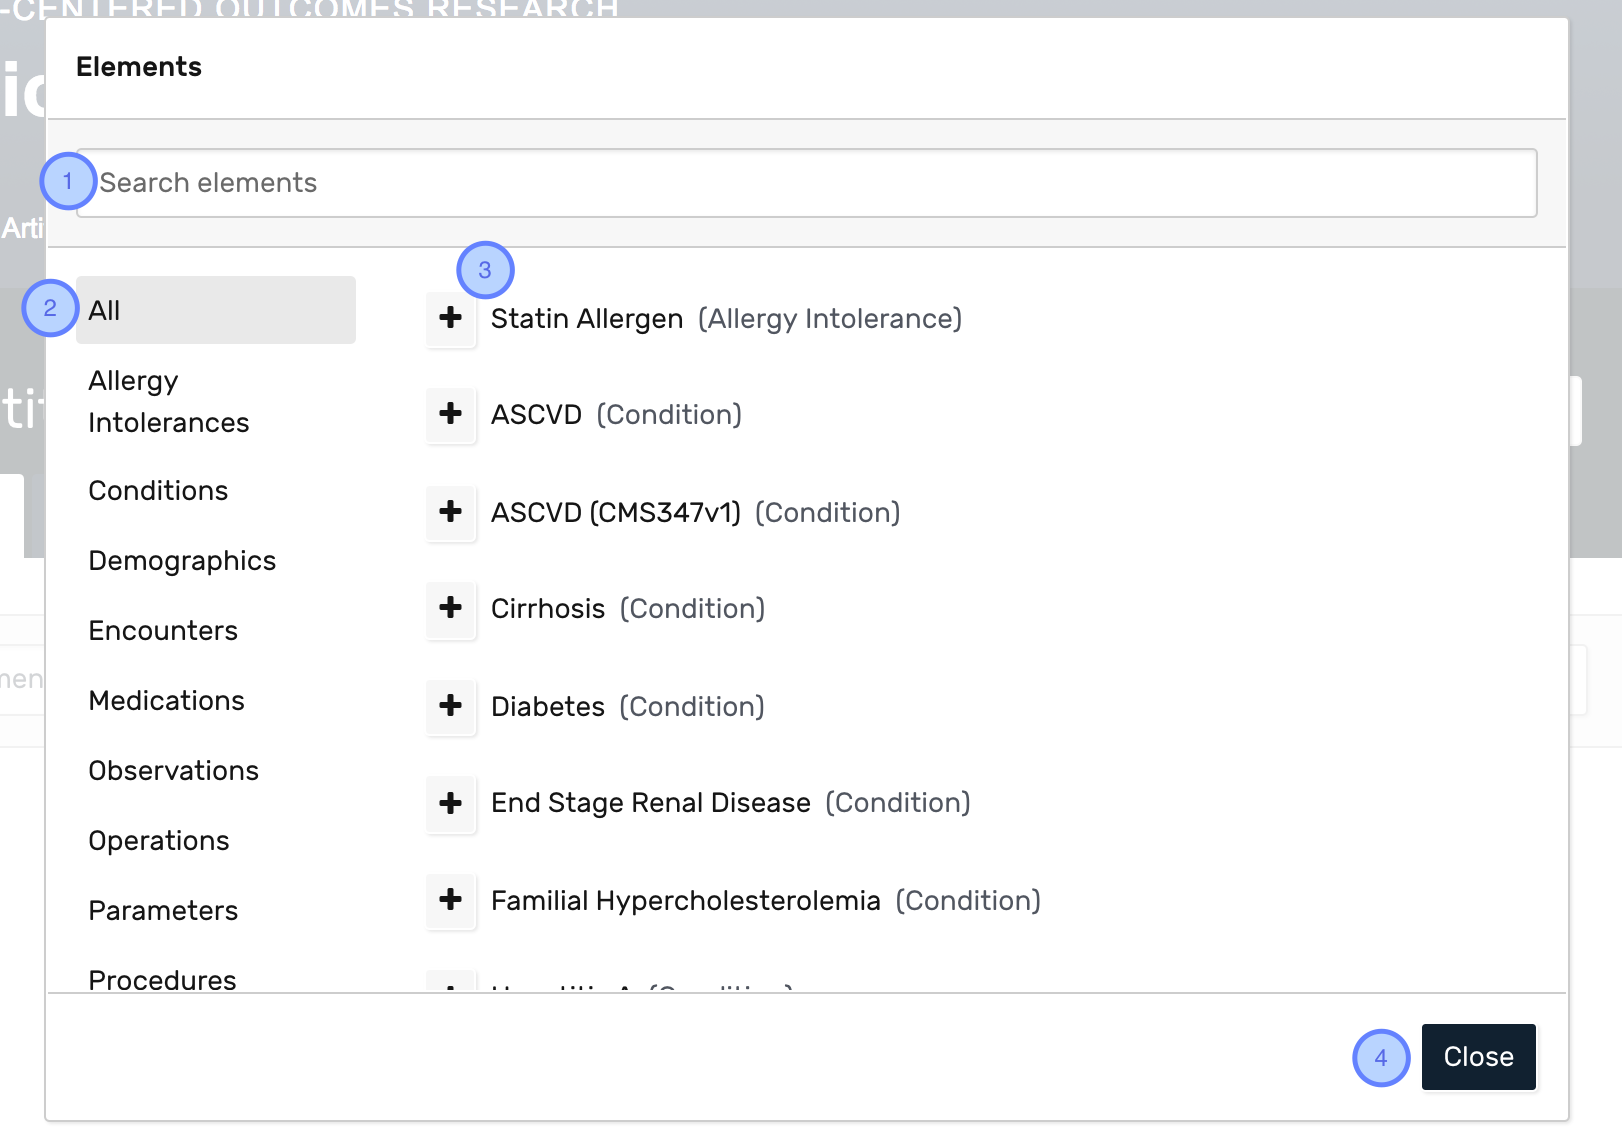 -CENTERED OUTCOMES RESEARCH
Elements
1
Search elements
Arti
2
All
3
Statin Allergen (Allergy Intolerance)
Allergy
Intolerances
ASCVD (Condition)
Conditions
ASCVD (CMS347v1) (Condition)
Demographics
Cirrhosis (Condition)
Encounters
Medications
Diabetes (Condition)
Observations
End Stage Renal Disease (Condition)
Operations
Parameters
Familial Hypercholesterolemia (Condition)
Procedures
4
Close